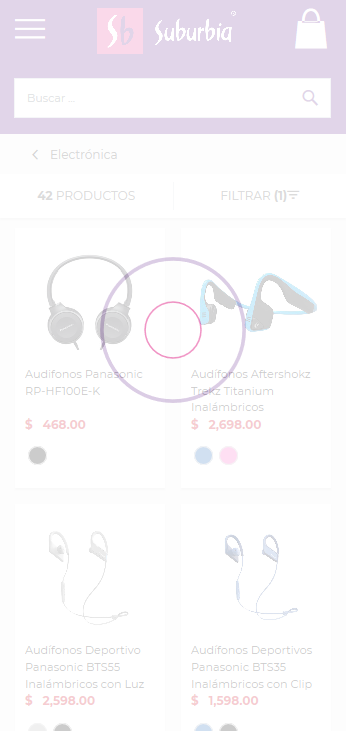 Sb Suburbia®
Buscar ...
Electrónica
42 PRODUCTOS FILTRAR (1)
Audífonos Panasonic
RP-HF100E-K
$ 468.00
Audífonos Aftershokz
Trekz Titanium
Inalámbricos
$ 2,698.00
Audífonos Deportivo
Panasonic BTS55
Inalámbricos con Luz
$ 2,598.00
Audífonos Deportivos
Panasonic BTS35
Inalámbricos con Clip
$ 1,598.00